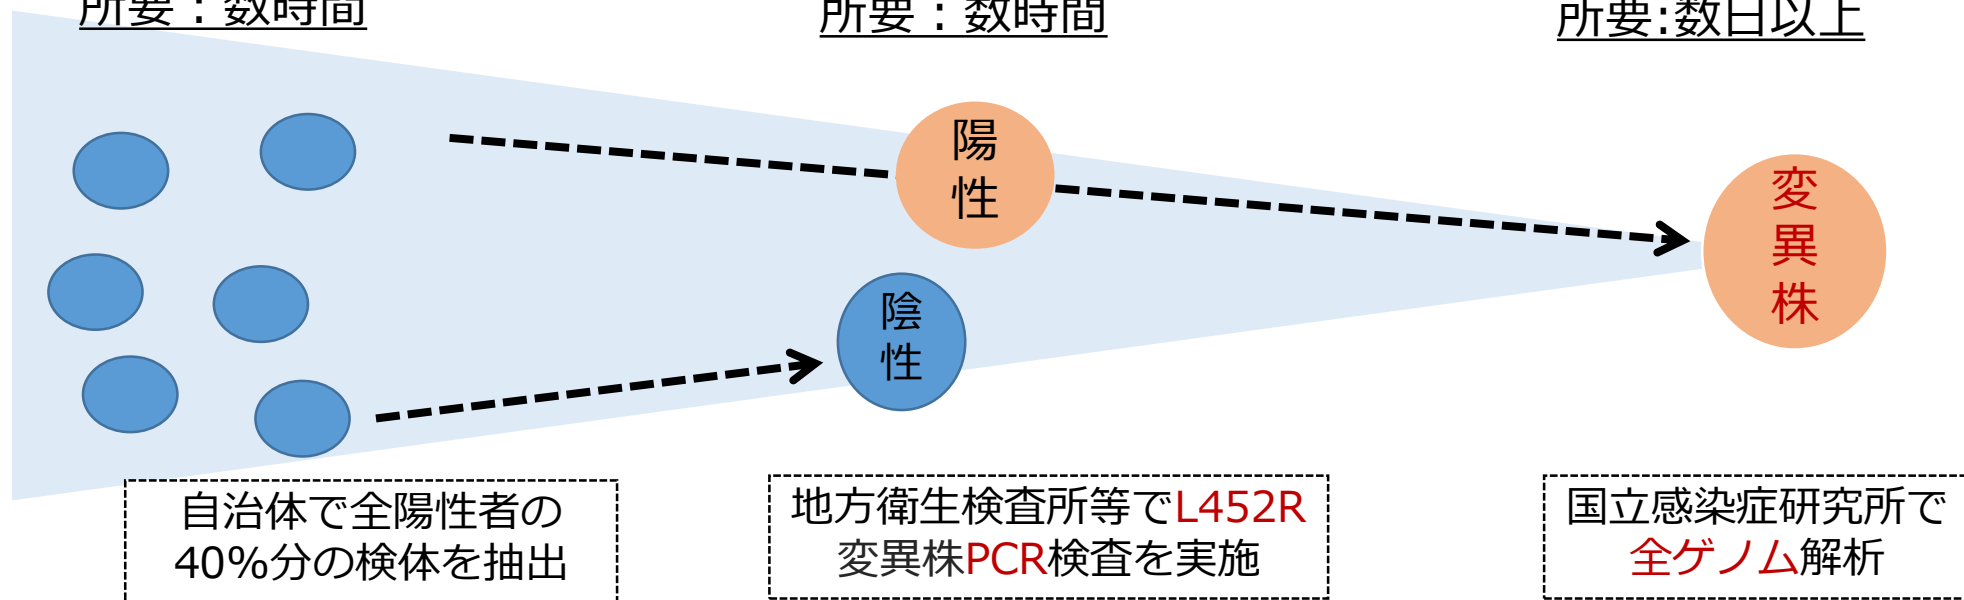 所要：数時間
所要：数時間
所要:数日以上
陽
性
変
異
株
陰
性
自治体で全陽性者の
40%分の検体を抽出
地方衛生検査所等でL452R
変異株PCR検査を実施
国立感染症研究所で
全ゲノム解析